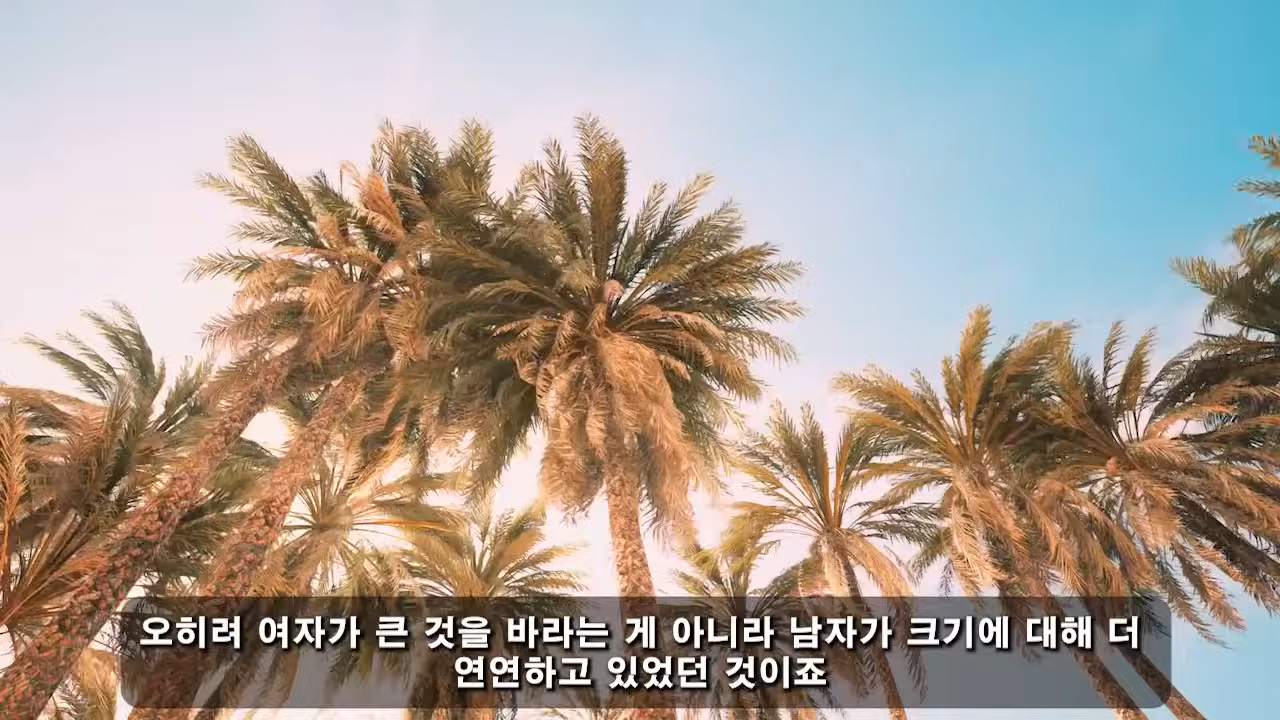 오히려 여자가 큰 것을 바라는 게 아니라 남자가 크기에 대해 더
연연하고 있었던 것이죠